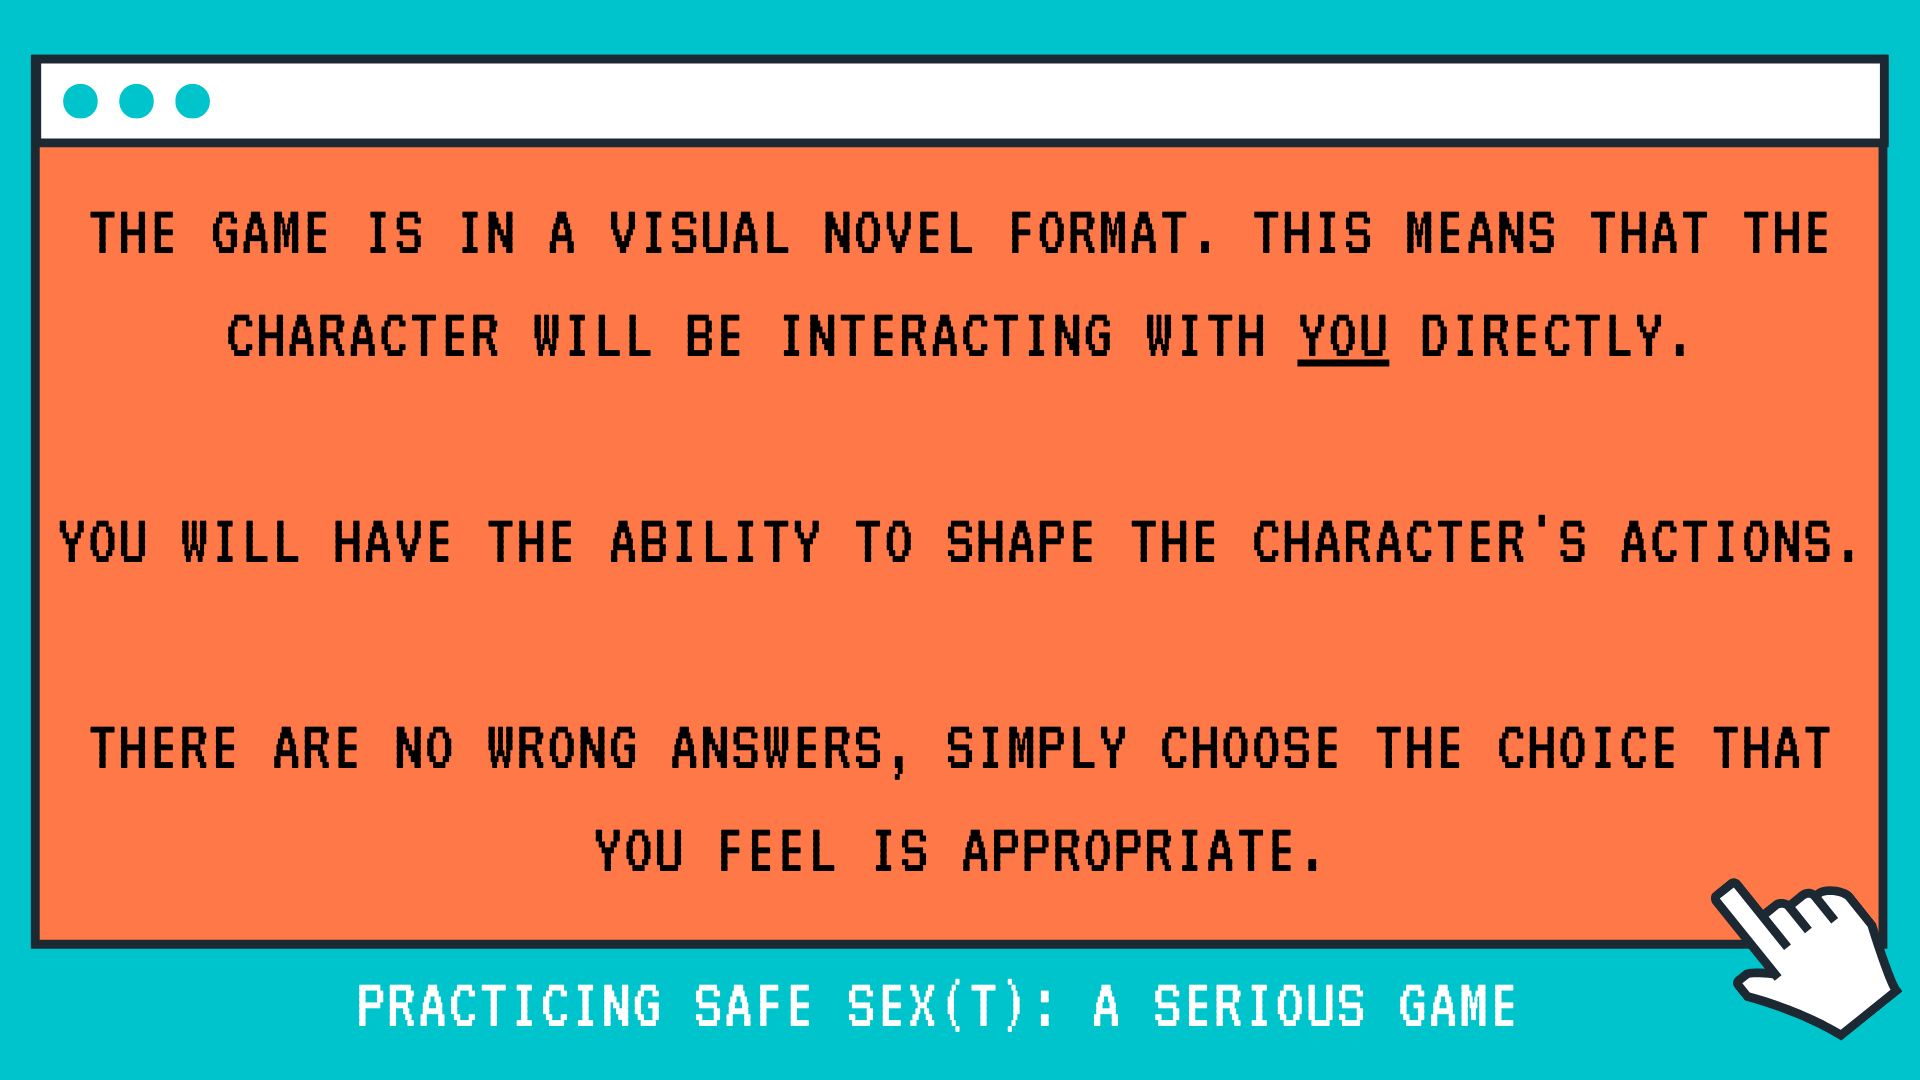 THE GAME IS IN A VISUAL NOVEL FORMAT. THIS MEANS THAT THE
CHARACTER WILL BE INTERACTING WITH YOU DIRECTLY.
YOU WILL HAVE THE ABILITY TO SHAPE THE CHARACTER'S ACTIONS.
THERE ARE NO WRONG ANSWERS, SIMPLY CHOOSE THE CHOICE THAT
YOU FEEL IS APPROPRIATE.
PRACTICING SAFE SEX(T): A SERIOUS GAME